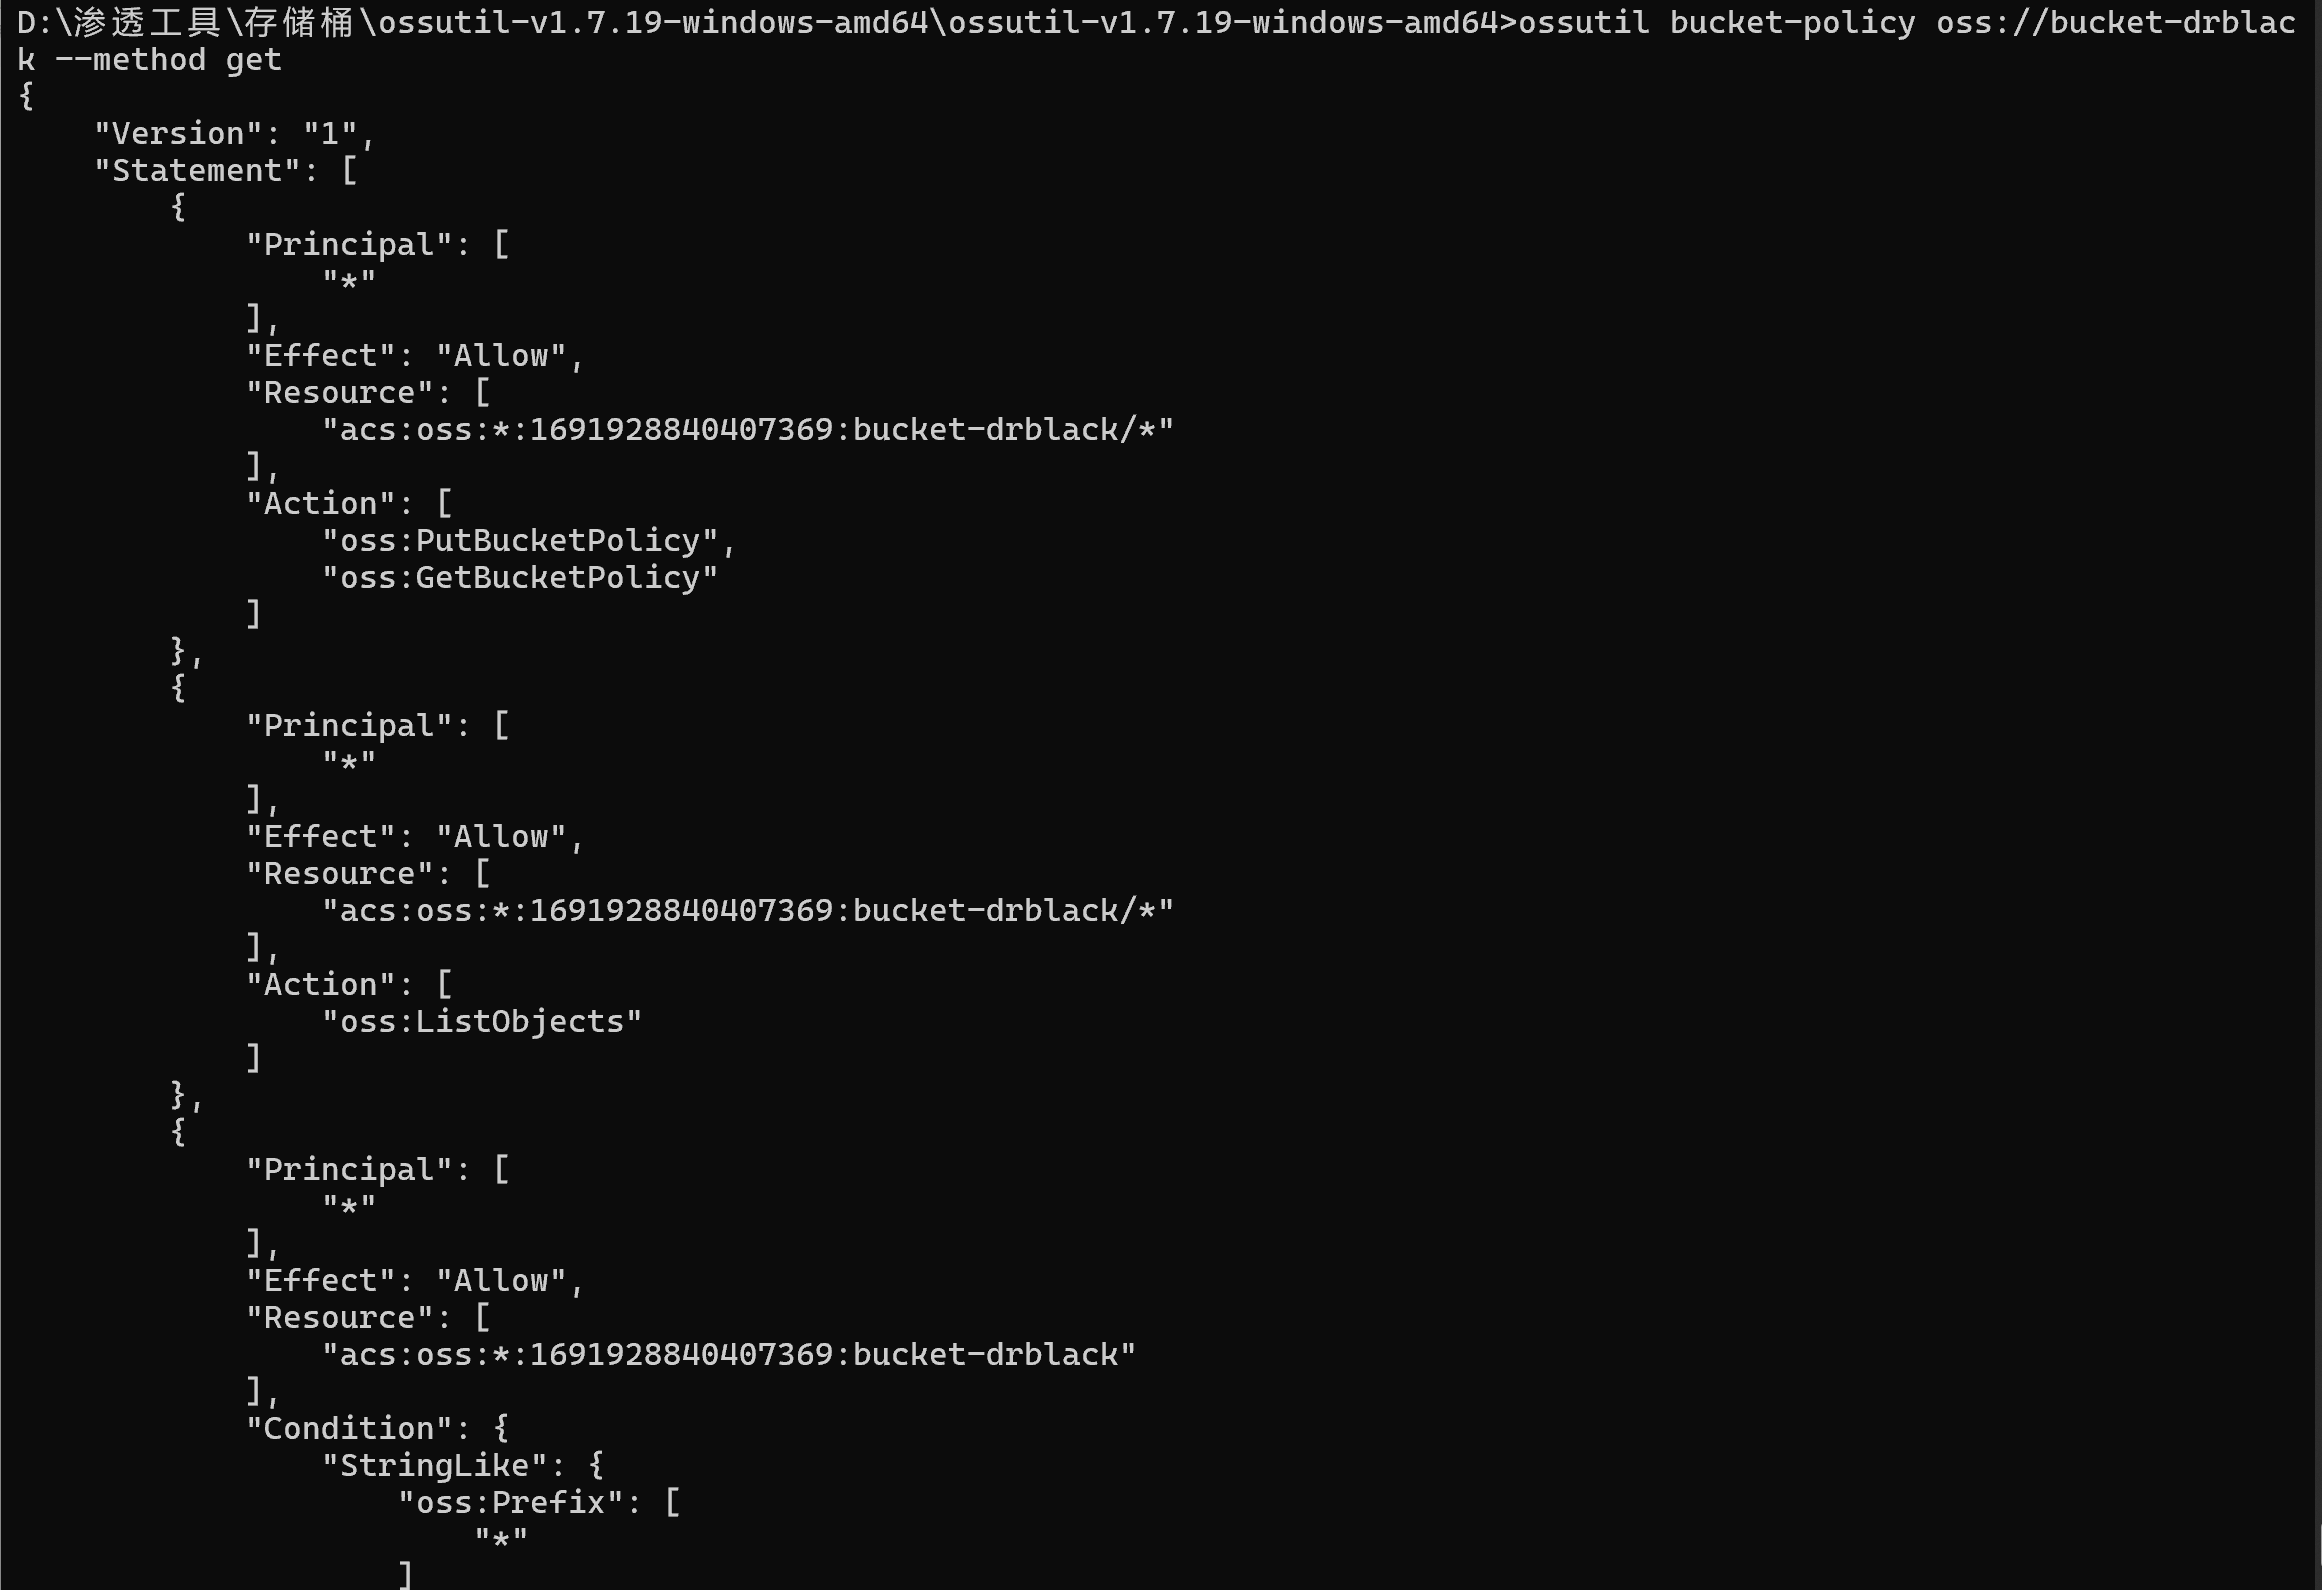 D:\渗透工具\存储桶\ossutil-v1.7.19-windows-amd64\ossutil-v1.7.19-windows-amd64>ossutil bucket-policy oss://bucket-drblac
k --method get
{
    "Version": "1",
    "Statement": [
        {
            "Principal": [
                "*"
            ],
            "Effect": "Allow",
            "Resource": [
                "acs:oss:*:1691928840407369:bucket-drblack/*"
            ],
            "Action": [
                "oss:PutBucketPolicy",
                "oss:GetBucketPolicy"
            ]
        },
        {
            "Principal": [
                "*"
            ],
            "Effect": "Allow",
            "Resource": [
                "acs:oss:*:1691928840407369:bucket-drblack/*"
            ],
            "Action": [
                "oss:ListObjects"
            ]
        },
        {
            "Principal": [
                "*"
            ],
            "Effect": "Allow",
            "Resource": [
                "acs:oss:*:1691928840407369:bucket-drblack"
            ],
            "Condition": {
                "StringLike": {
                    "oss:Prefix": [
                        "*"
                    ]